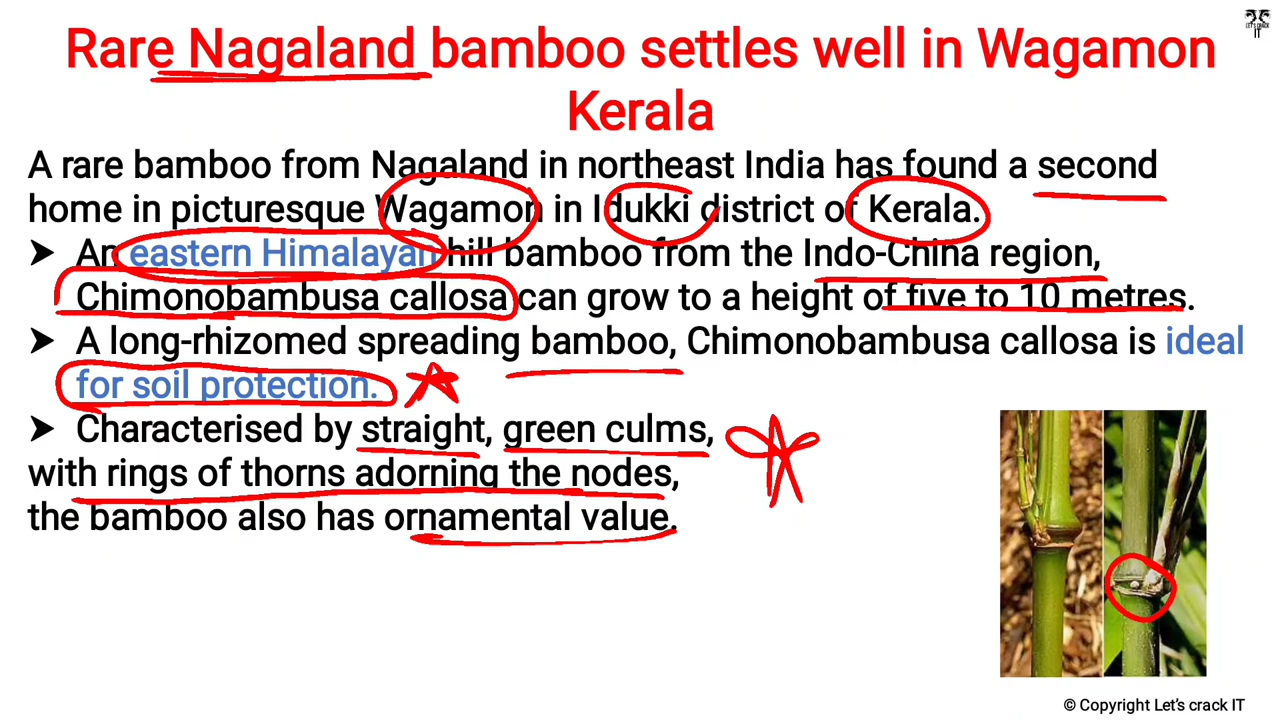 LET'S CRACK
IT
Rare Nagaland bamboo settles well in Wagamon
Kerala
A rare bamboo from Nagaland in northeast India has found a second
home in picturesque Wagamon in Idukki district of Kerala.
➤ An eastern Himalayan hill bamboo from the Indo-China region,
Chimonobambusa callosa can grow to a height of five to 10 metres.
➤ A long-rhizomed spreading bamboo, Chimonobambusa callosa is ideal
for soil protection.
➤ Characterised by straight, green culms,
with rings of thorns adorning the nodes,
the bamboo also has ornamental value.
© Copyright Let's crack IT